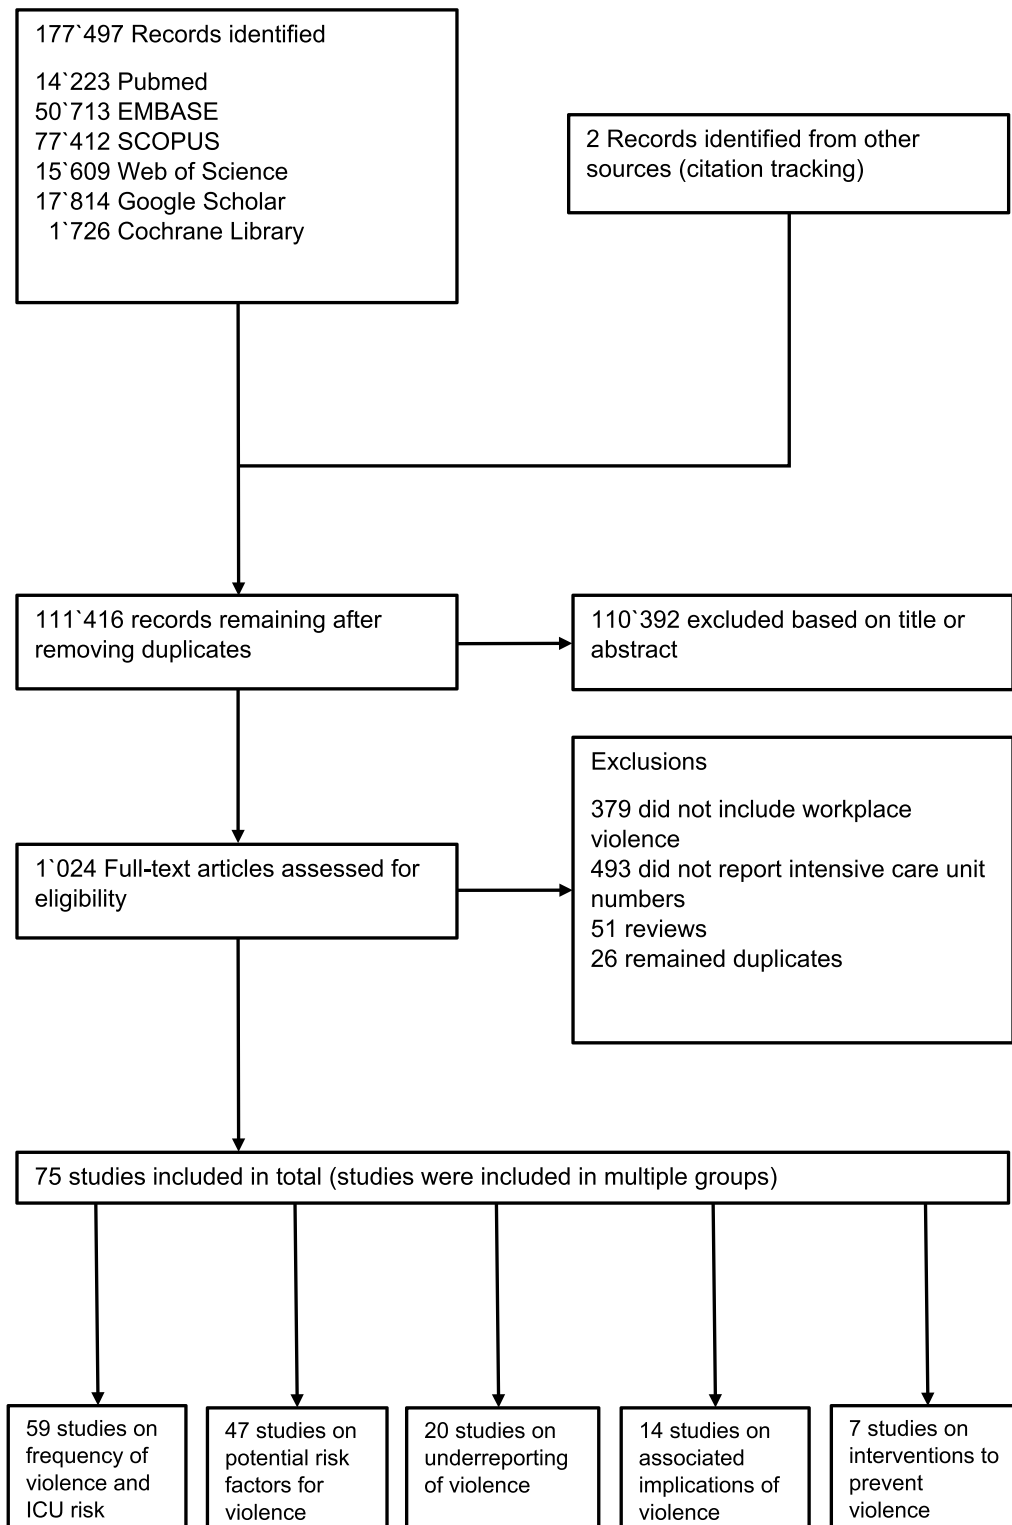 177`497 Records identified
14`223 Pubmed
50`713 EMBASE
77`412 SCOPUS
15`609 Web of Science
17`814 Google Scholar
1`726 Cochrane Library
2 Records identified from other
sources (citation tracking)
111`416 records remaining after
removing duplicates
110`392 excluded based on title or
abstract
Exclusions
379 did not include workplace
violence
493 did not report intensive care unit
numbers
51 reviews
26 remained duplicates
1`024 Full-text articles assessed for
eligibility
75 studies included in total (studies were included in multiple groups)
59 studies on
frequency of
violence and
ICU risk
47 studies on
potential risk
factors for
violence
20 studies on
underreporting
of violence
14 studies on
associated
implications of
violence
7 studies on
interventions to
prevent
violence